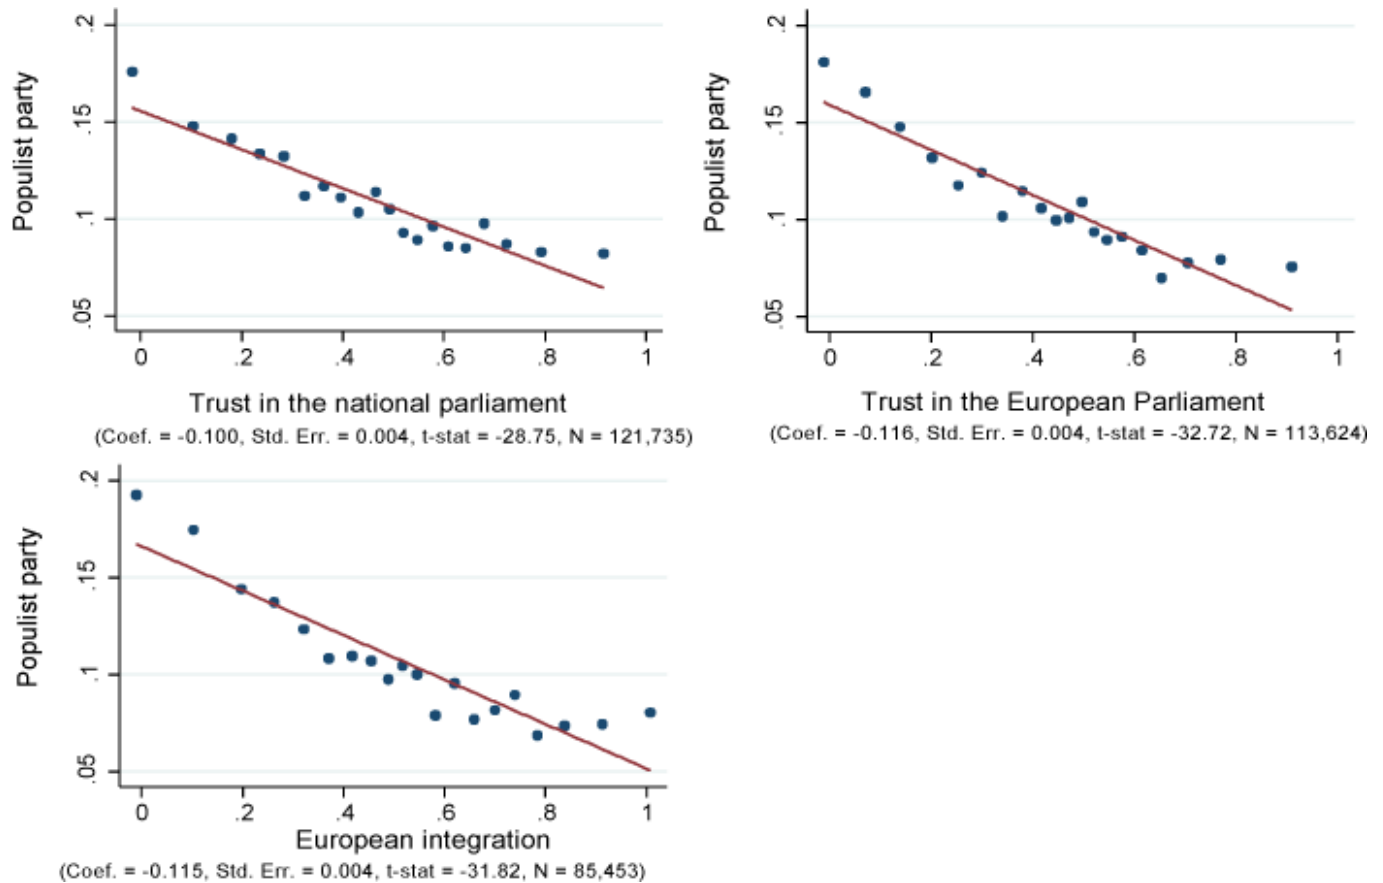 Populist party
.2
.15
.1
.05
0 .2 .4 .6 .8 1
Trust in the national parliament
(Coef. = -0.100, Std. Err. = 0.004, t-stat = -28.75, N = 121,735)
Populist party
.2
.15
.1
.05
0 .2 .4 .6 .8 1
Trust in the European Parliament
(Coef. = -0.116, Std. Err. = 0.004, t-stat = -32.72, N = 113,624)
Populist party
.2
.15
.1
.05
0 .2 .4 .6 .8 1
European integration
(Coef. = -0.115, Std. Err. = 0.004, t-stat = -31.82, N = 85,453)